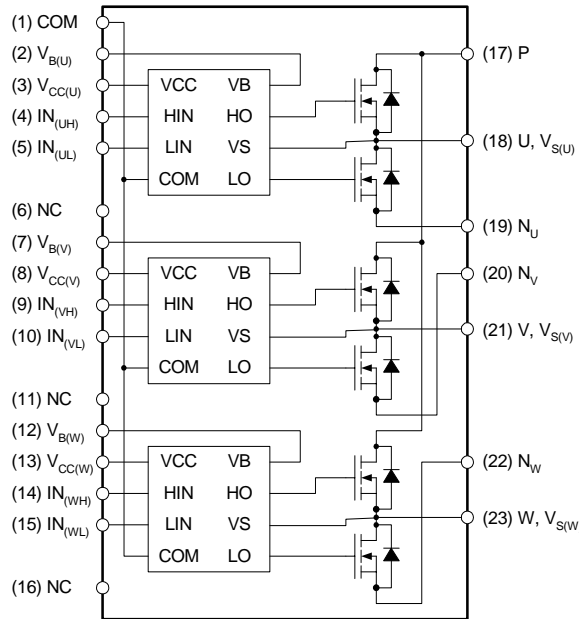 (1) COM
(2) VB(U)
(3) VCC(U)
(4) IN(UH)
(5) IN(UL)
(6) NC
(7) VB(V)
(8) VCC(V)
(9) IN(VH)
(10) IN(VL)
(11) NC
(12) VB(W)
(13) VCC(W)
(14) IN(WH)
(15) IN(WL)
(16) NC
VCC VB
HIN HO
LIN VS
COM LO
VCC VB
HIN HO
LIN VS
COM LO
VCC VB
HIN HO
LIN VS
COM LO
(17) P
(18) U, VS(U)
(19) NU
(20) NV
(21) V, VS(V)
(22) NW
(23) W, VS(W